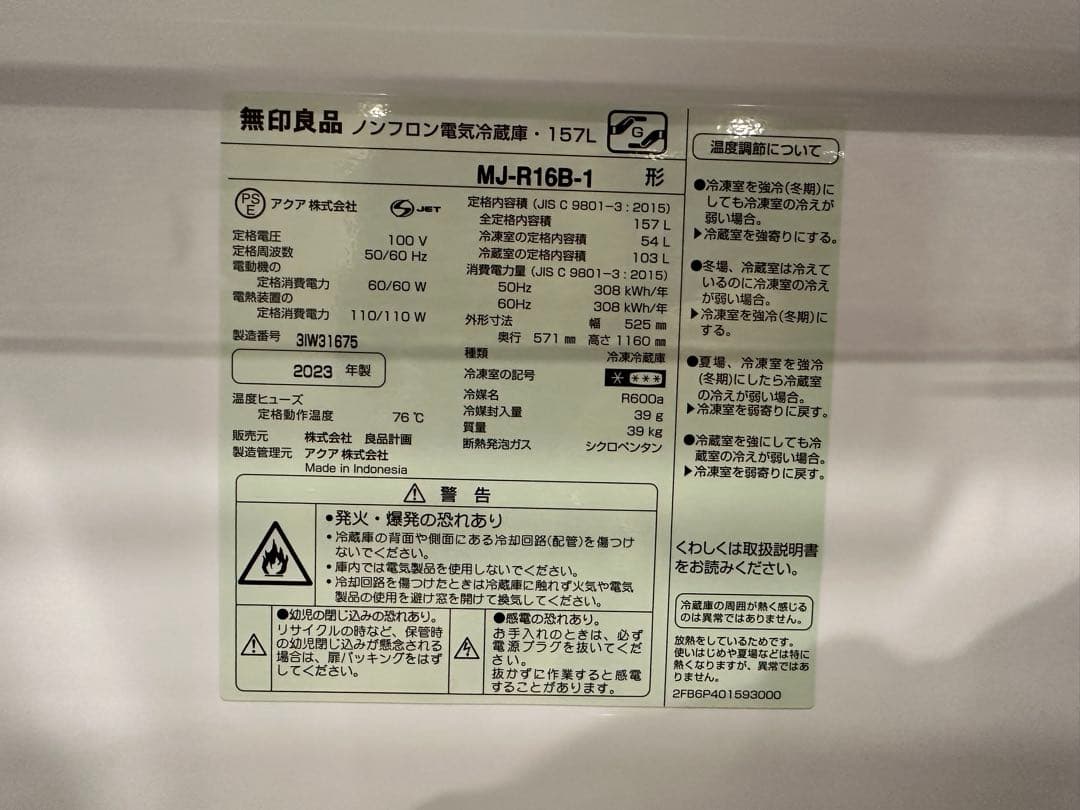 無印良品 ノンフロン電気冷蔵庫・157L
G
MJ-R16B-1 形
PS
E
アクア 株式会社
JET
定格電圧 100 V
定格周波数 50/60 Hz
電動機の
定格消費電力 60/60 W
電熱装置の
定格消費電力 110/110 W
製造番号 3IW31675
2023 年製
温度ヒューズ
定格動作温度 76 ℃
販売元 株式会社 良品計画
製造管理元 アクア 株式会社
Made in Indonesia
定格内容積 (JIS C 9801-3 : 2015)
全定格内容積 157 L
冷凍室の定格内容積 54 L
冷蔵室の定格内容積 103 L
消費電力量 (JIS C 9801-3 : 2015)
50Hz 308 kWh/年
60Hz 308 kWh/年
外形寸法 幅 525 ㎜
奥行 571 ㎜ 高さ 1160 ㎜
種類 冷凍冷蔵庫
冷凍室の記号 * ***
冷媒名 R600a
冷媒封入量 39 g
質量 39 kg
断熱発泡ガス シクロペンタン
⚠ 警告
●発火・爆発の恐れあり
・冷蔵庫の背面や側面にある冷却回路(配管)を傷つけ
ないでください。
・庫内では電気製品を使用しないでください。
・冷却回路を傷つけたときは冷蔵庫に触れず火気や電気
製品の使用を避け窓を開けて換気してください。
●幼児の閉じ込みの恐れあり。
リサイクルの時など、保管時
の幼児閉じ込みが懸念される
場合は、扉パッキングをはず
してください。
●感電の恐れあり。
お手入れのときは、必ず
電源プラグを抜いてくだ
さい。
抜かずに作業すると感電
することがあります。
温度調節について
●冷凍室を強冷(冬期)に
しても冷凍室の冷えが
弱い場合。
▶冷蔵室を強寄りにする。
●冬場、冷蔵室は冷えて
いるのに冷凍室の冷え
が弱い場合。
▶冷凍室を強冷(冬期)に
する。
●夏場、冷凍室を強冷
(冬期)にしたら冷蔵室
の冷えが弱い場合。
▶冷凍室を弱寄りに戻す。
●冷蔵室を強にしても冷
蔵室の冷えが弱い場合。
▶冷凍室を弱寄りに戻す。
くわしくは取扱説明書
をお読みください。
冷蔵庫の周囲が熱く感じる
のは異常ではありません。
放熱をしているためです。
使いはじめや夏場などは特に
熱くなりますが、異常ではあ
りません。
2FB6P401593000